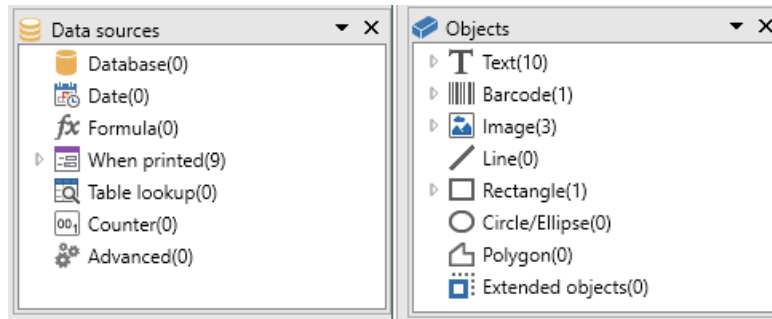 Data sources
Database(0)
Date(0)
Formula(0)
When printed(9)
Table lookup(0)
Counter(0)
Advanced(0)
Objects
Text(10)
Barcode(1)
Image(3)
Line(0)
Rectangle(1)
Circle/Ellipse(0)
Polygon(0)
Extended objects(0)